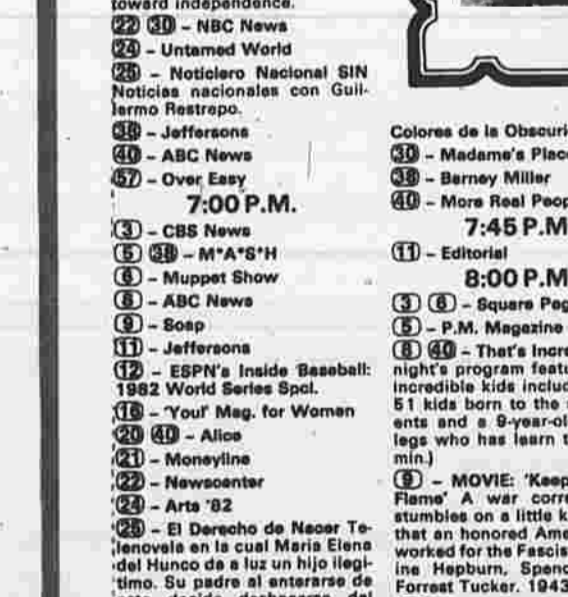 toward independence.
22 30 – NBC News
24 – Untamed World
25 – Noticiero Nacional SIN
Noticias nacionales con Guil-
lermo Restrepo.
38 – Jeffersons
40 – ABC News
57 – Over Easy
7:00 P.M.
3 – CBS News
5 38 – M*A*S*H
6 – Muppet Show
8 – ABC News
9 – Soap
11 – Jeffersons
12 – ESPN's Inside Baseball:
1982 World Series Spcl.
16 – 'You!' Mag. for Women
20 40 – Alice
21 – Moneyline
22 – Newscenter
24 – Arts '82
25 – El Derecho de Nacer Te-
lenovela en la cual Maria Elena
del Hunco da a luz un hijo ilegi-
timo. Su padre al enterarse de
Colores de la Obscuri
30 – Madame's Plac
38 – Barney Miller
40 – More Real Peop
7:45 P.M
11 – Editorial
8:00 P.M
3 6 – Square Peg
5 – P.M. Magazine
8 40 – That's Incre
night's program featu
incredible kids includ
51 kids born to the
ents and a 9-year-ol
legs who has learn t
min.)
9 – MOVIE: 'Keep
Flame' A war corre
stumbles on a little k
that an honored Ame
worked for the Fascis
ine Hepburn, Spenc
Forrest Tucker. 1943